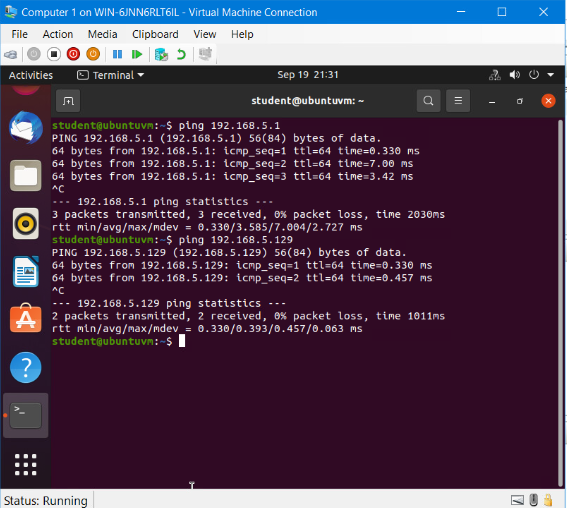 Computer 1 on WIN-6JNN6RLT6IL - Virtual Machine Connection
File Action Media Clipboard View Help
Activities Terminal Sep 19 21:31
student@ubuntuvm: ~
student@ubuntuvm:~$ ping 192.168.5.1
PING 192.168.5.1 (192.168.5.1) 56(84) bytes of data.
64 bytes from 192.168.5.1: icmp_seq=1 ttl=64 time=0.330 ms
64 bytes from 192.168.5.1: icmp_seq=2 ttl=64 time=7.00 ms
64 bytes from 192.168.5.1: icmp_seq=3 ttl=64 time=3.42 ms
^C
--- 192.168.5.1 ping statistics ---
3 packets transmitted, 3 received, 0% packet loss, time 2030ms
rtt min/avg/max/mdev = 0.330/3.585/7.004/2.727 ms
student@ubuntuvm:~$ ping 192.168.5.129
PING 192.168.5.129 (192.168.5.129) 56(84) bytes of data.
64 bytes from 192.168.5.129: icmp_seq=1 ttl=64 time=0.330 ms
64 bytes from 192.168.5.129: icmp_seq=2 ttl=64 time=0.457 ms
^C
--- 192.168.5.129 ping statistics ---
2 packets transmitted, 2 received, 0% packet loss, time 1011ms
rtt min/avg/max/mdev = 0.330/0.393/0.457/0.063 ms
student@ubuntuvm:~$
Status: Running